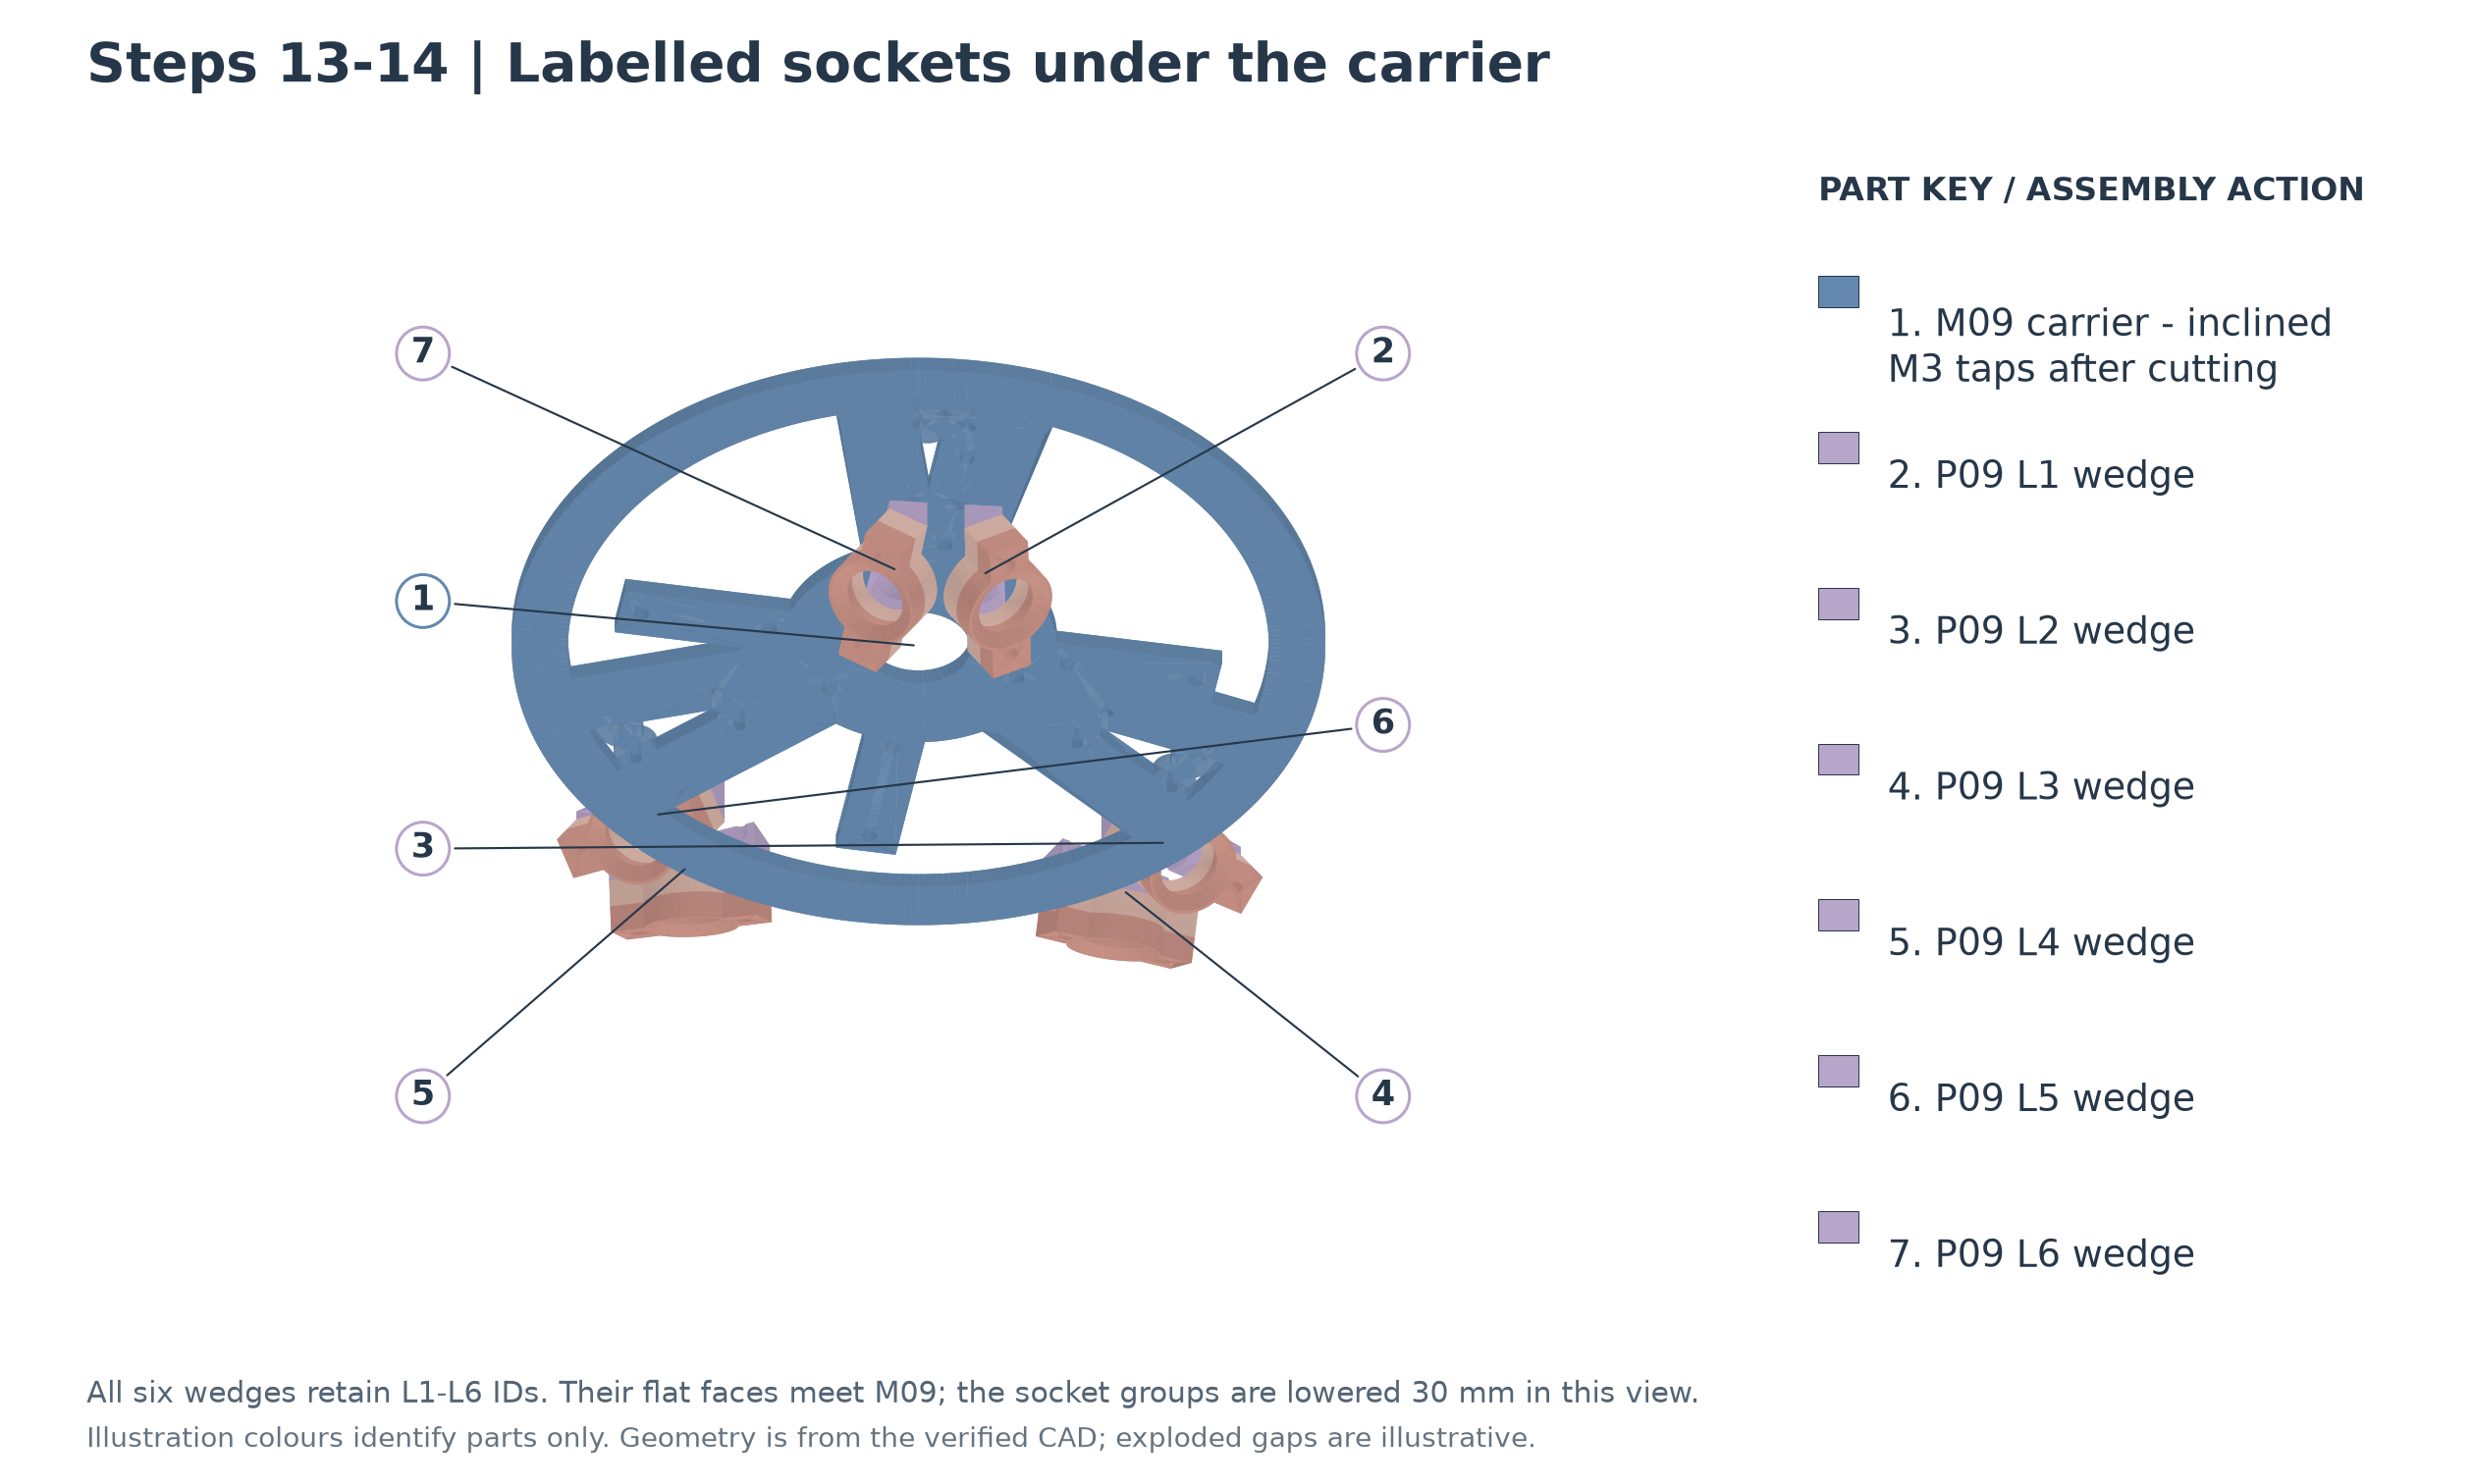 Steps 13-14 | Labelled sockets under the carrier
PART KEY / ASSEMBLY ACTION
1. M09 carrier - inclined
M3 taps after cutting
2. P09 L1 wedge
3. P09 L2 wedge
4. P09 L3 wedge
5. P09 L4 wedge
6. P09 L5 wedge
7. P09 L6 wedge
7
2
1
6
3
5
4
All six wedges retain L1-L6 IDs. Their flat faces meet M09; the socket groups are lowered 30 mm in this view.
Illustration colours identify parts only. Geometry is from the verified CAD; exploded gaps are illustrative.